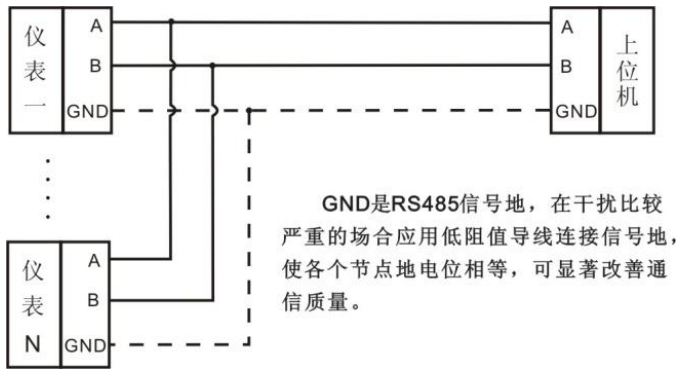 仪表一
A
B
GND
A
B
GND
上位机
仪表N
A
B
GND
GND是RS485信号地，在干扰比较
严重的场合应用低阻值导线连接信号地，
使各个节点地电位相等，可显著改善通
信质量。